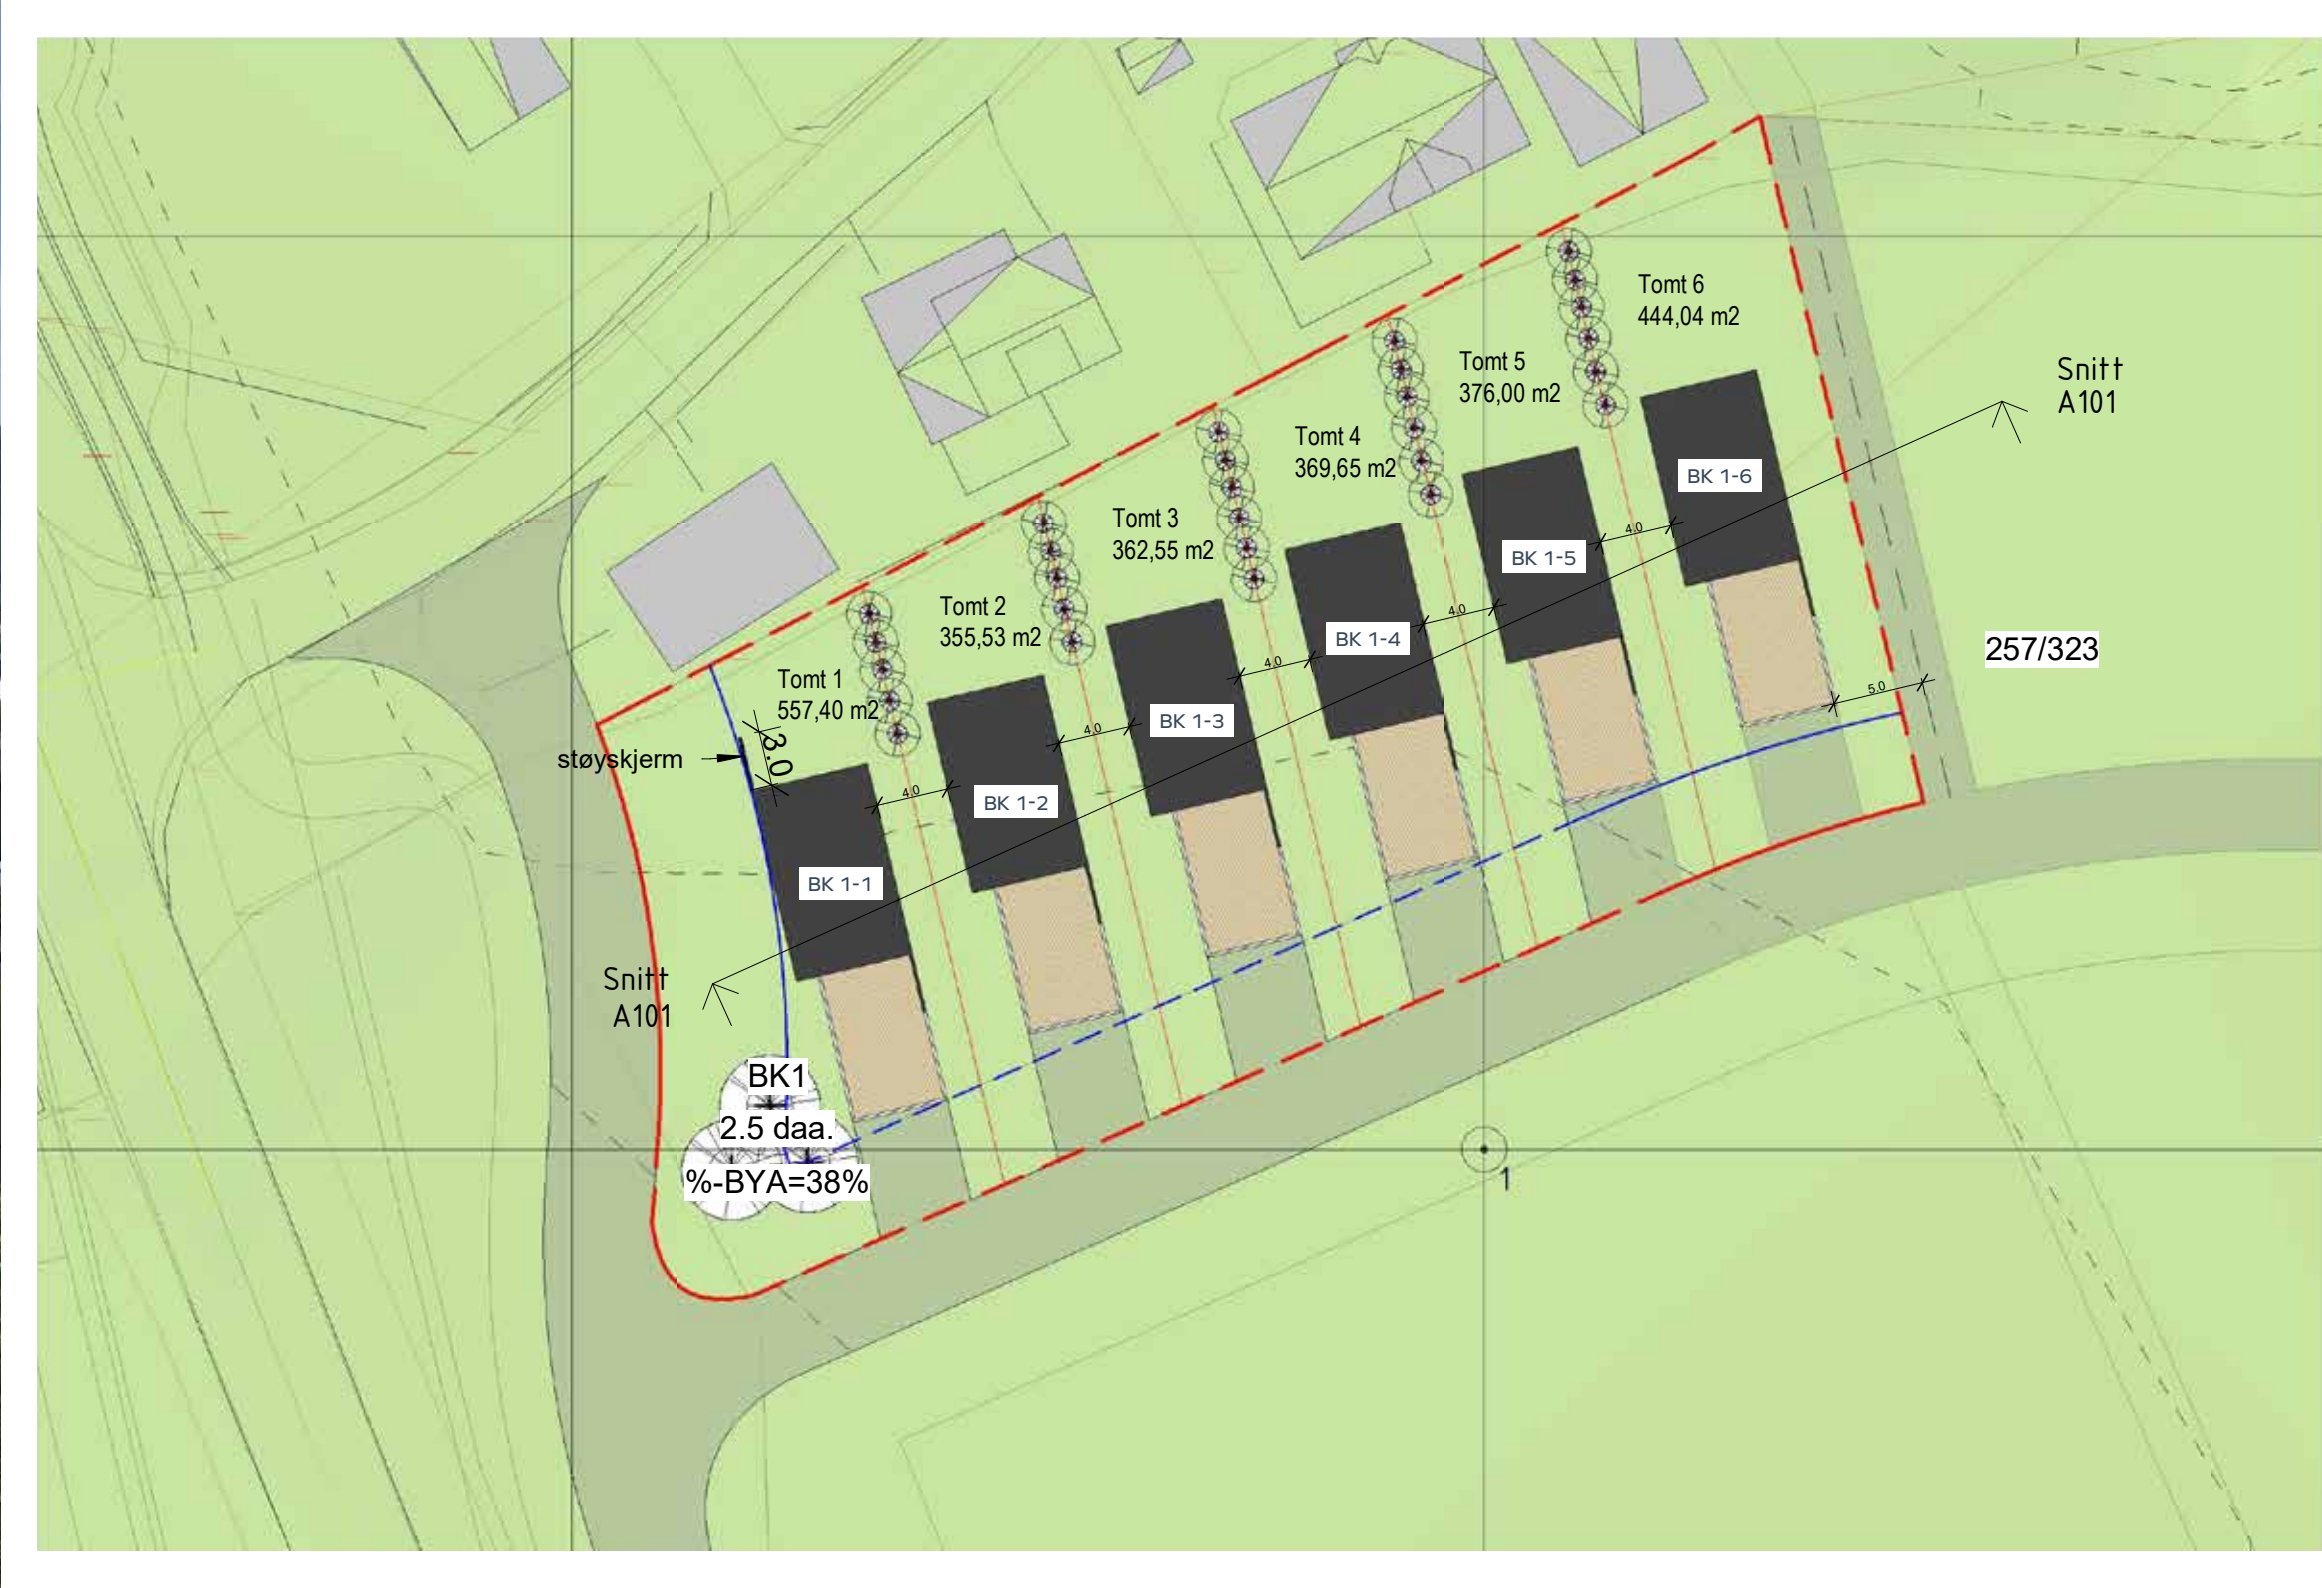 Tomt 6
444,04 m2
Tomt 5
376,00 m2
Snitt
A101
Tomt 4
369,65 m2
BK 1-6
Tomt 3
362,55 m2
4.0
BK 1-5
Tomt 2
355,53 m2
4.0
BK 1-4
257/323
4.0
Tomt 1
557,40 m2
5.0
BK 1-3
4.0
støyskjerm
3.0
4.0
BK 1-2
BK 1-1
Snitt
A101
BK1
2.5 daa.
%-BYA=38%
1